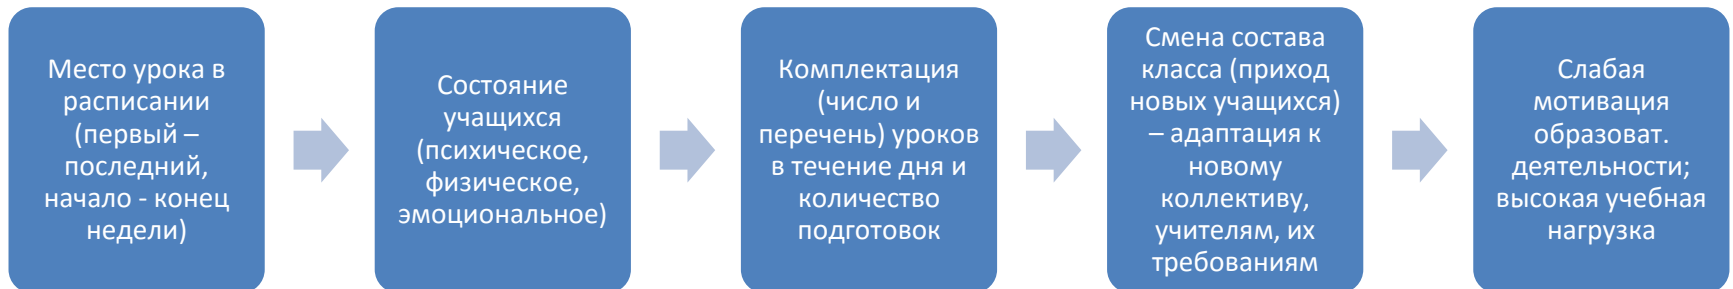 Место урока в
расписании
(первый –
последний,
начало - конец
недели)
Состояние
учащихся
(психическое,
физическое,
эмоциональное)
Комплектация
(число и
перечень) уроков
в течение дня и
количество
подготовок
Смена состава
класса (приход
новых учащихся)
– адаптация к
новому
коллективу,
учителям, их
требованиям
Слабая
мотивация
образоват.
деятельности;
высокая учебная
нагрузка